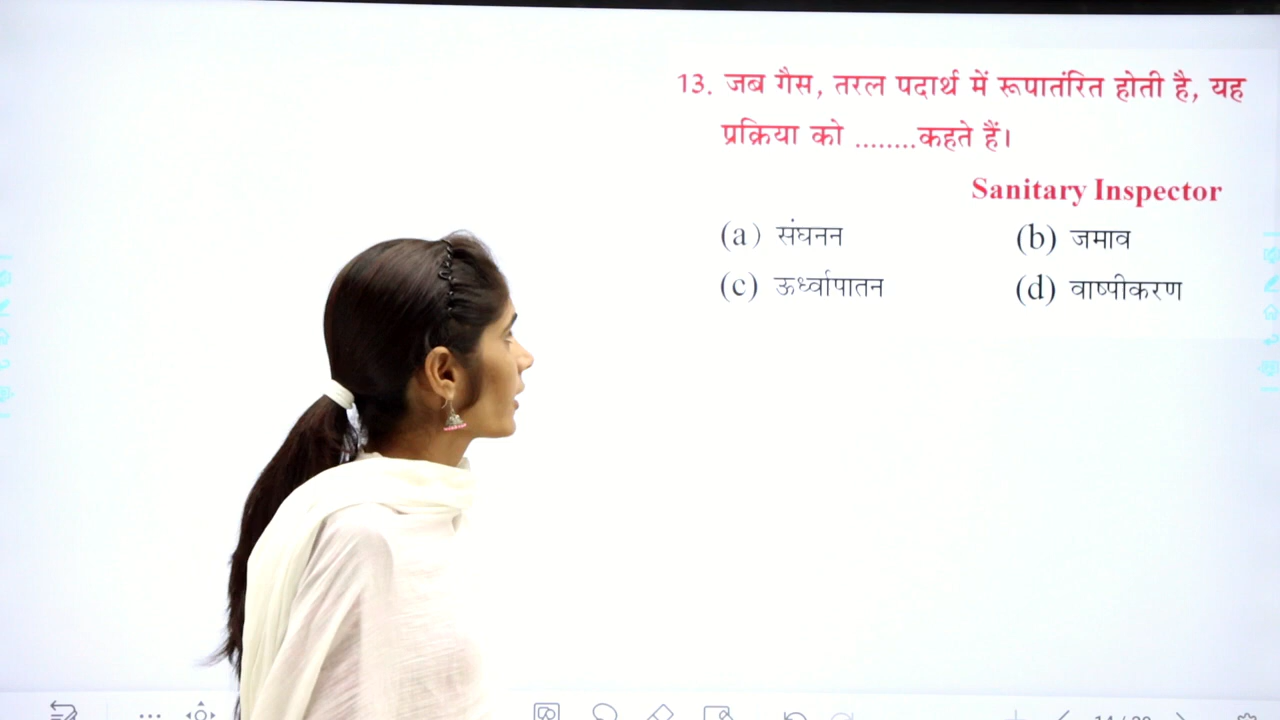 13. जब गैस, तरल पदार्थ में रूपातंरित होती है, यह
प्रक्रिया को ........कहते हैं।
Sanitary Inspector
(a) संघनन (b) जमाव
(c) ऊर्ध्वापातन (d) वाष्पीकरण